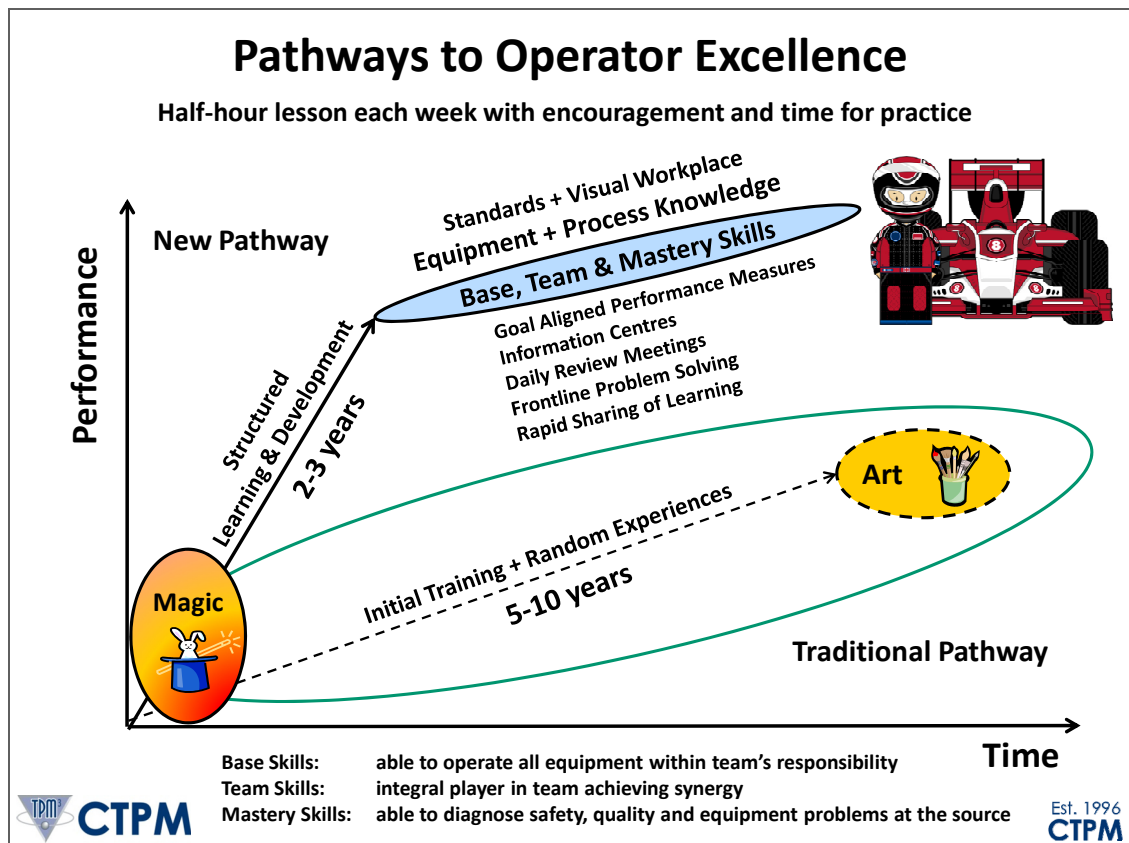 Pathways to Operator Excellence
Half-hour lesson each week with encouragement and time for practice
Performance
New Pathway
Standards + Visual Workplace
Equipment + Process Knowledge
Base, Team & Mastery Skills
Goal Aligned Performance Measures
Information Centres
Daily Review Meetings
Frontline Problem Solving
Rapid Sharing of Learning
8
8
8
Structured
Learning & Development
2-3 years
Magic
Initial Training + Random Experiences
5-10 years
Art
Traditional Pathway
Time
Base Skills: able to operate all equipment within team’s responsibility
Team Skills: integral player in team achieving synergy
Mastery Skills: able to diagnose safety, quality and equipment problems at the source
TPM³ CTPM
Est. 1996
CTPM